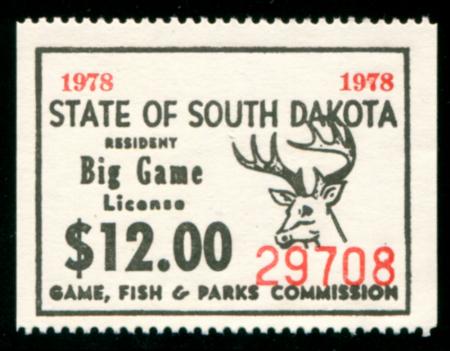 1978 1978
STATE OF SOUTH DAKOTA
RESIDENT
Big Game
License
$12.00
29708
GAME, FISH & PARKS COMMISSION